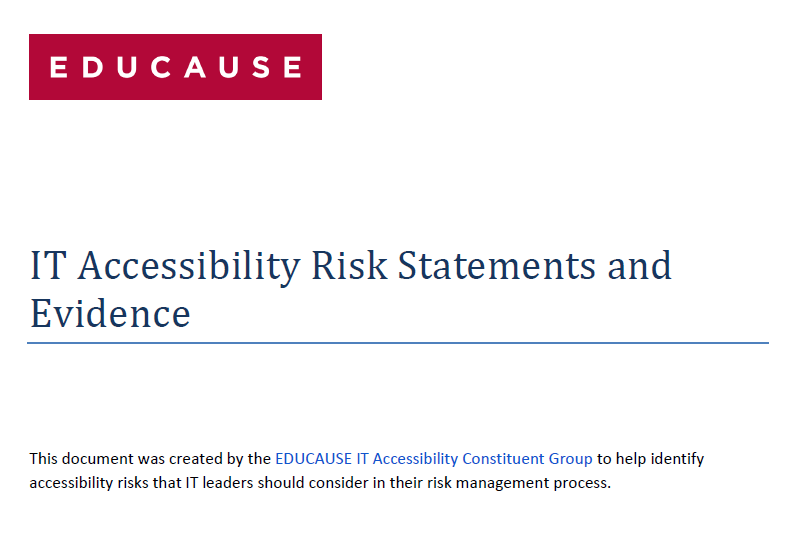 EDUCAUSE
IT Accessibility Risk Statements and
Evidence
This document was created by the EDUCAUSE IT Accessibility Constituent Group to help identify
accessibility risks that IT leaders should consider in their risk management process.